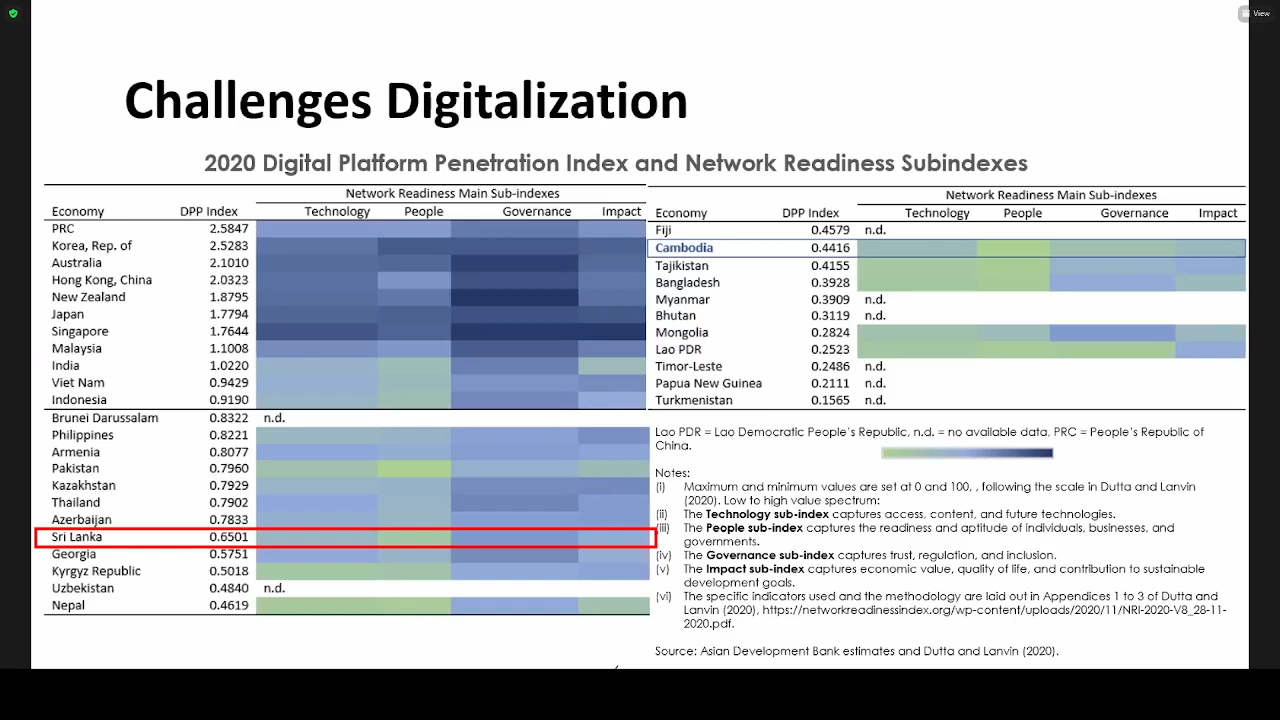 View
Challenges Digitalization
2020 Digital Platform Penetration Index and Network Readiness Subindexes
Network Readiness Main Sub-indexes
Economy DPP Index Technology People Governance Impact
PRC 2.5847
Korea, Rep. of 2.5283
Australia 2.1010
Hong Kong, China 2.0323
New Zealand 1.8795
Japan 1.7794
Singapore 1.7644
Malaysia 1.1008
India 1.0220
Viet Nam 0.9429
Indonesia 0.9190
Brunei Darussalam 0.8322 n.d.
Philippines 0.8221
Armenia 0.8077
Pakistan 0.7960
Kazakhstan 0.7929
Thailand 0.7902
Azerbaijan 0.7833
Sri Lanka 0.6501
Georgia 0.5751
Kyrgyz Republic 0.5018
Uzbekistan 0.4840 n.d.
Nepal 0.4619
Network Readiness Main Sub-indexes
Economy DPP Index Technology People Governance Impact
Fiji 0.4579 n.d.
Cambodia 0.4416
Tajikistan 0.4155
Bangladesh 0.3928
Myanmar 0.3909 n.d.
Bhutan 0.3119 n.d.
Mongolia 0.2824
Lao PDR 0.2523
Timor-Leste 0.2486 n.d.
Papua New Guinea 0.2111 n.d.
Turkmenistan 0.1565 n.d.
Lao PDR = Lao Democratic People's Republic, n.d. = no available data, PRC = People's Republic of
China.
Notes:
(i) Maximum and minimum values are set at 0 and 100, , following the scale in Dutta and Lanvin
(2020). Low to high value spectrum:
(ii) The Technology sub-index captures access, content, and future technologies.
(iii) The People sub-index captures the readiness and aptitude of individuals, businesses, and
governments.
(iv) The Governance sub-index captures trust, regulation, and inclusion.
(v) The Impact sub-index captures economic value, quality of life, and contribution to sustainable
development goals.
(vi) The specific indicators used and the methodology are laid out in Appendices 1 to 3 of Dutta and
Lanvin (2020), https://networkreadinessindex.org/wp-content/uploads/2020/11/NRI-2020-V8_28-11-
2020.pdf.
Source: Asian Development Bank estimates and Dutta and Lanvin (2020).